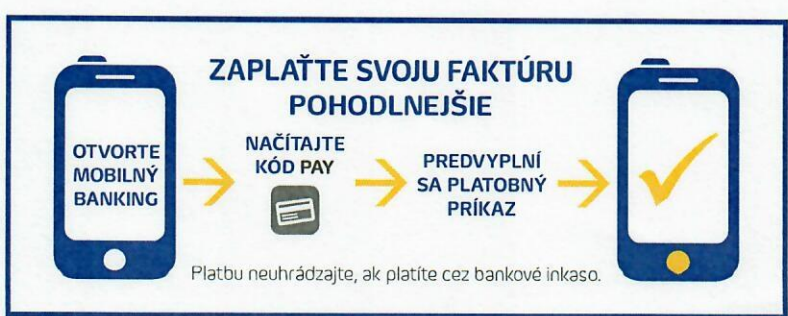 ZAPLAŤTE SVOJU FAKTÚRU
POHODLNEJŠIE
OTVORTE
MOBILNÝ
BANKING
NAČÍTAJTE
KÓD PAY
PREDVYPLNÍ
SA PLATOBNÝ
PRÍKAZ
Platbu neuhrádzajte, ak platíte cez bankové inkaso.